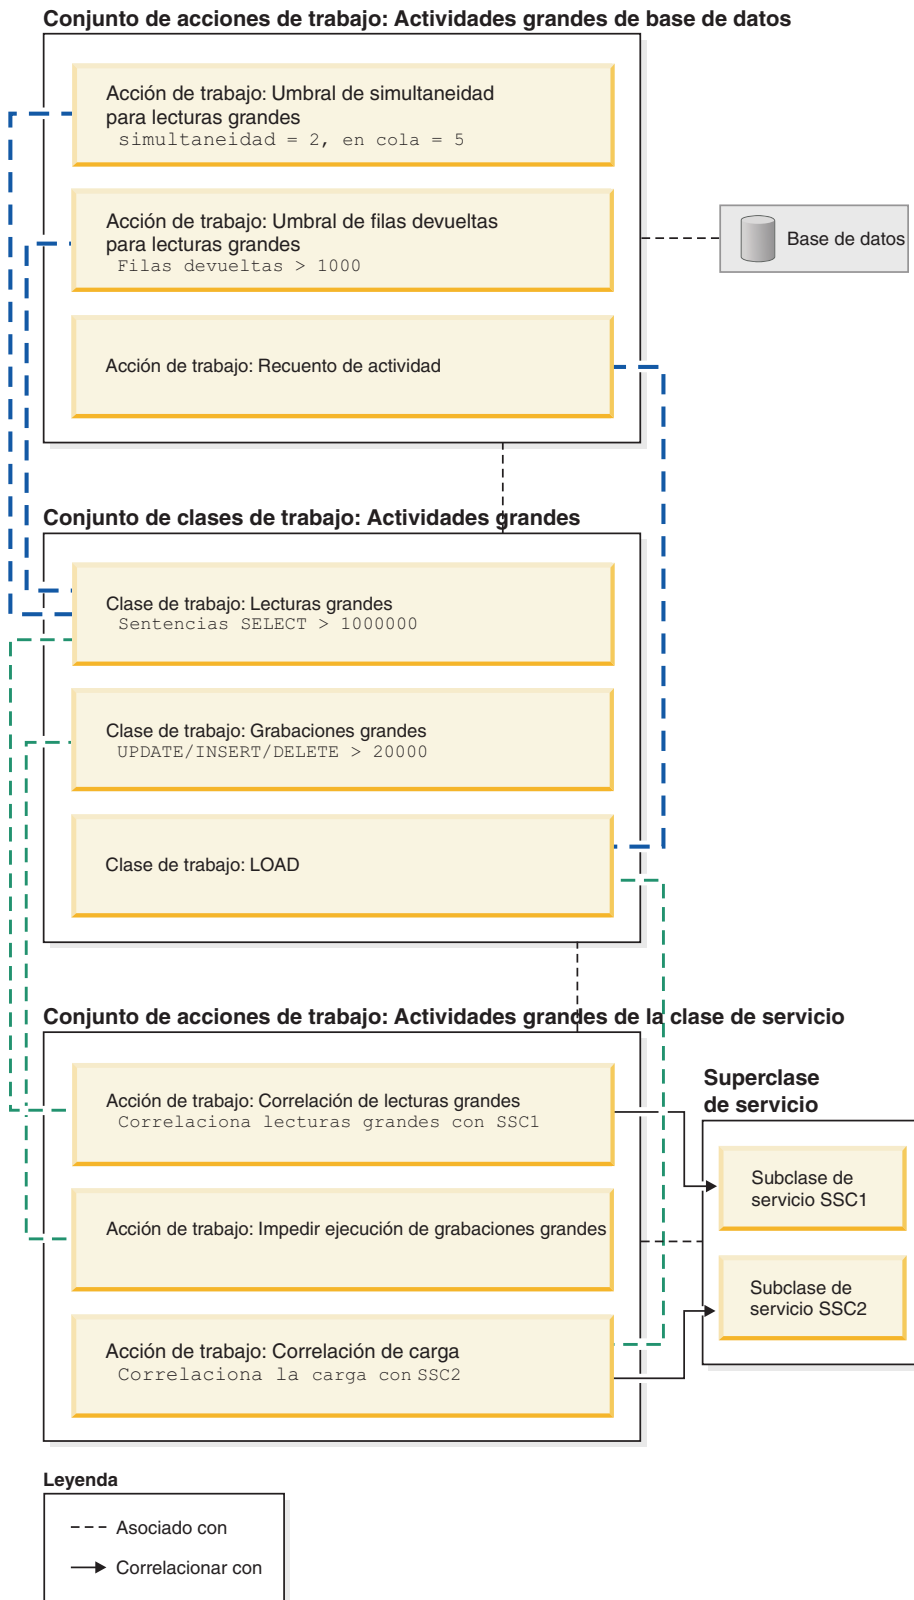 Conjunto de acciones de trabajo: Actividades grandes de base de datos
Acción de trabajo: Umbral de simultaneidad
para lecturas grandes
simultaneidad = 2, en cola = 5
Acción de trabajo: Umbral de filas devueltas
para lecturas grandes
Filas devueltas > 1000
Base de datos
Acción de trabajo: Recuento de actividad
Conjunto de clases de trabajo: Actividades grandes
Clase de trabajo: Lecturas grandes
Sentencias SELECT > 1000000
Clase de trabajo: Grabaciones grandes
UPDATE/INSERT/DELETE > 20000
Clase de trabajo: LOAD
Conjunto de acciones de trabajo: Actividades grandes de la clase de servicio
Acción de trabajo: Correlación de lecturas grandes
Correlaciona lecturas grandes con SSC1
Acción de trabajo: Impedir ejecución de grabaciones grandes
Acción de trabajo: Correlación de carga
Correlaciona la carga con SSC2
Superclase
de servicio
Subclase de
servicio SSC1
Subclase de
servicio SSC2
Leyenda
Asociado con
Correlacionar con